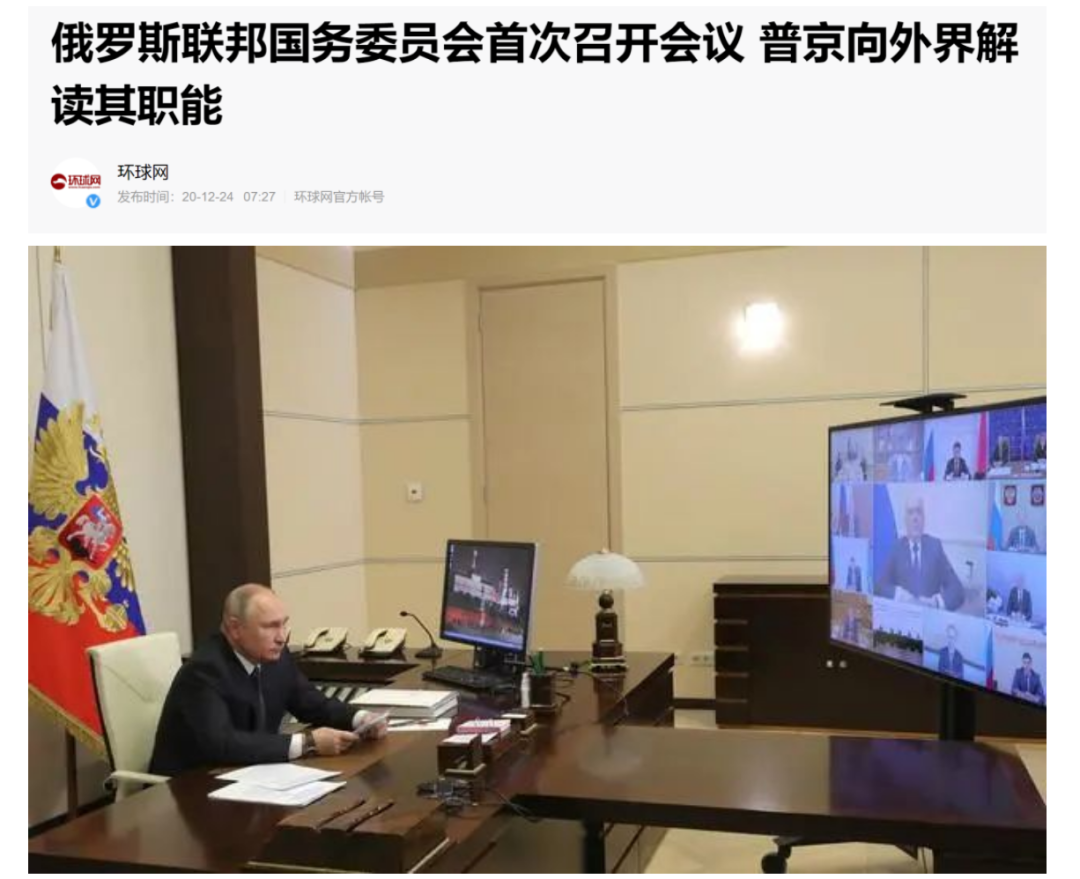 俄罗斯联邦国务委员会首次召开会议 普京向外界解
读其职能
环球网
环球网
发布时间：20-12-24 07:27 环球网官方帐号